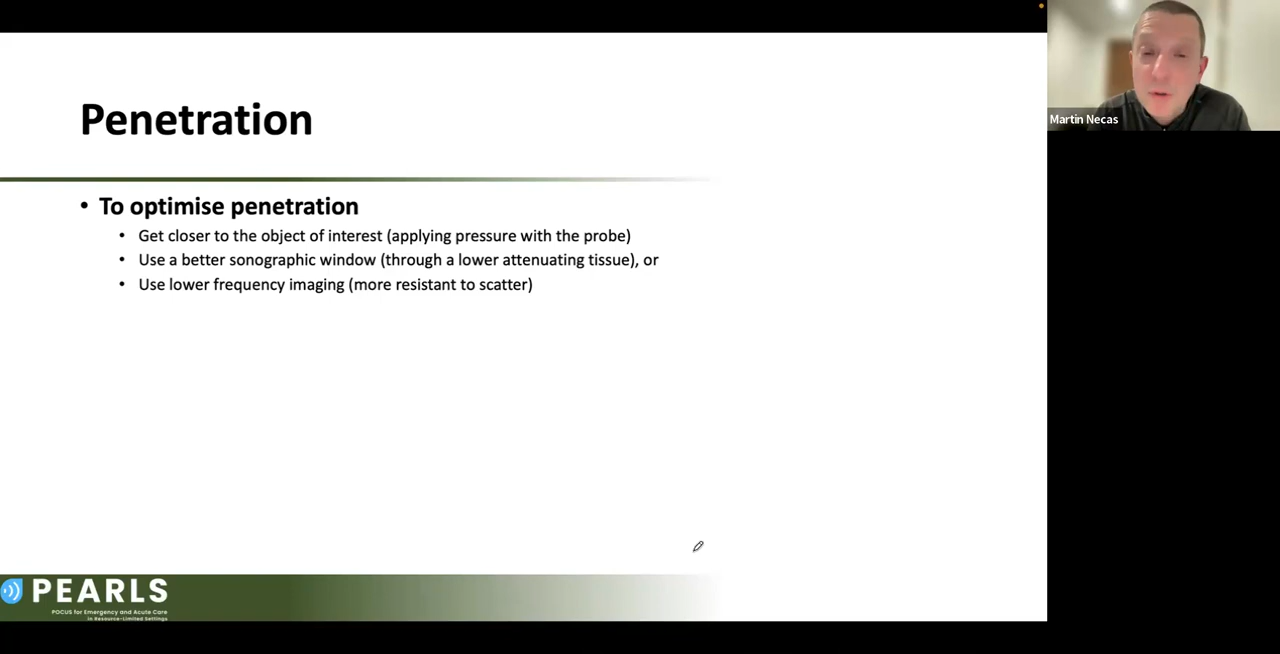 Penetration
Martin Necas
• To optimise penetration
• Get closer to the object of interest (applying pressure with the probe)
• Use a better sonographic window (through a lower attenuating tissue), or
• Use lower frequency imaging (more resistant to scatter)
PEARLS
POCUS for Emergency and Acute Care
in Resource-Limited Settings